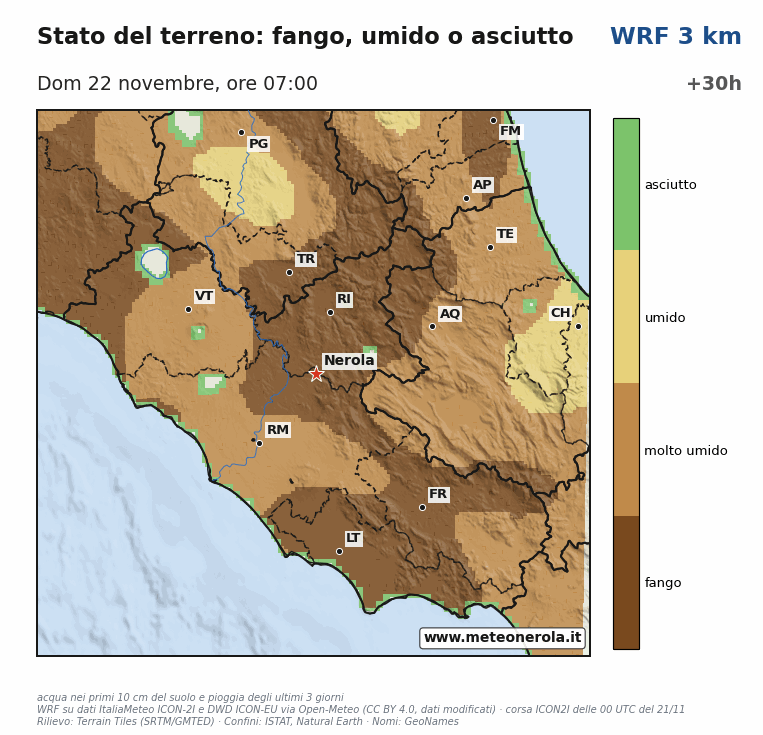 Stato del terreno: fango, umido o asciutto
WRF 3 km
Dom 22 novembre, ore 07:00
+30h
PG
FM
AP
TE
TR
VT
RI
AQ
CH
Nerola
RM
FR
LT
www.meteonerola.it
asciutto
umido
molto umido
fango
acqua nei primi 10 cm del suolo e pioggia degli ultimi 3 giorni
WRF su dati ItaliaMeteo ICON-2I e DWD ICON-EU via Open-Meteo (CC BY 4.0, dati modificati) · corsa ICON2I delle 00 UTC del 21/11
Rilievo: Terrain Tiles (SRTM/GMTED) · Confini: ISTAT, Natural Earth · Nomi: GeoNames